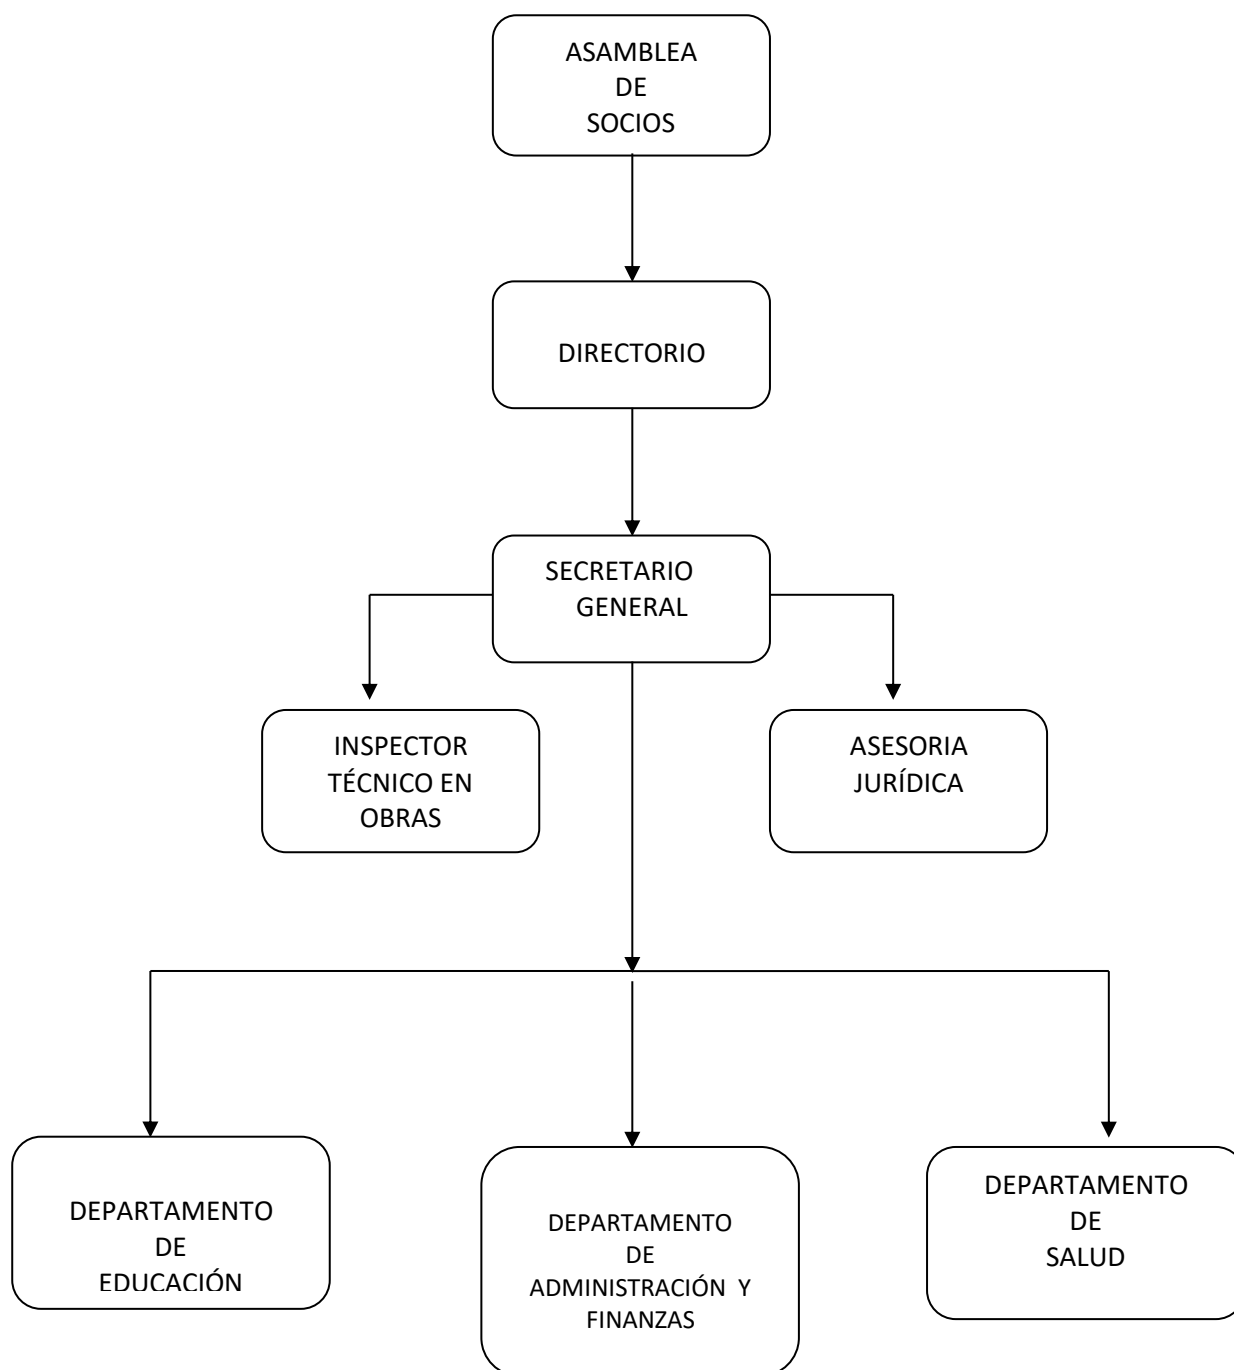 ASAMBLEA
DE
SOCIOS
DIRECTORIO
SECRETARIO
GENERAL
INSPECTOR
TÉCNICO EN
OBRAS
ASESORIA
JURÍDICA
DEPARTAMENTO
DE
EDUCACIÓN
DEPARTAMENTO
DE
ADMINISTRACIÓN Y
FINANZAS
DEPARTAMENTO
DE
SALUD